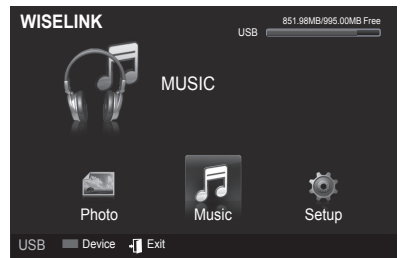 WISELINK
851.98MB/995.00MB Free
USB
MUSIC
Photo Music Setup
USB Device Exit